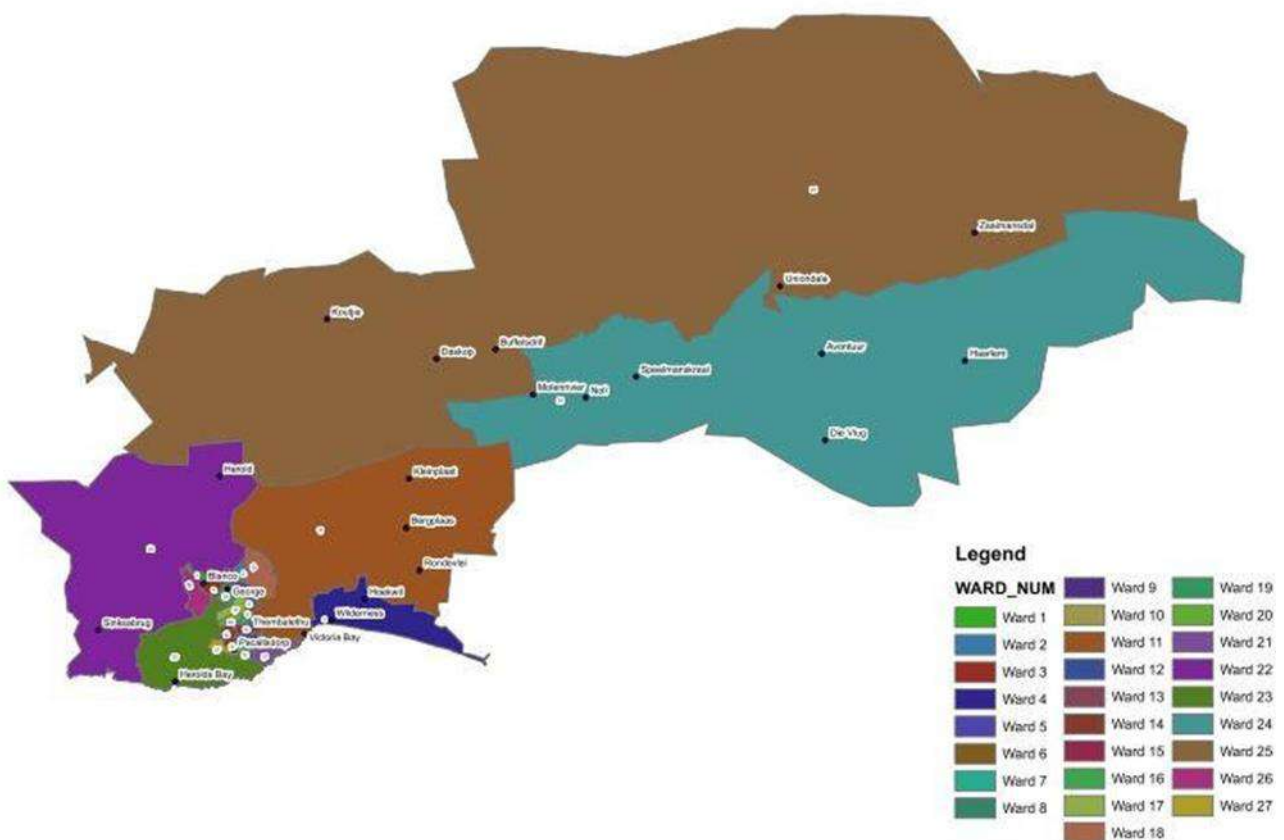 Zaaimansdal
Uniondale
Koutjie
Buffelsdrif
Daskop
Avontuur
Haarlem
Speelmanskraal
Molenrivier
Noll
Die Vlug
Herold
Kleinplaat
Bergplaas
Rondevlei
Blanco
George
Hoekwil
Wilderness
Thembalethu
Sinksabrug
Victoria Bay
Pacaltsdorp
Herolds Bay
Legend
WARD_NUM
Ward 1
Ward 2
Ward 3
Ward 4
Ward 5
Ward 6
Ward 7
Ward 8
Ward 9
Ward 10
Ward 11
Ward 12
Ward 13
Ward 14
Ward 15
Ward 16
Ward 17
Ward 18
Ward 19
Ward 20
Ward 21
Ward 22
Ward 23
Ward 24
Ward 25
Ward 26
Ward 27